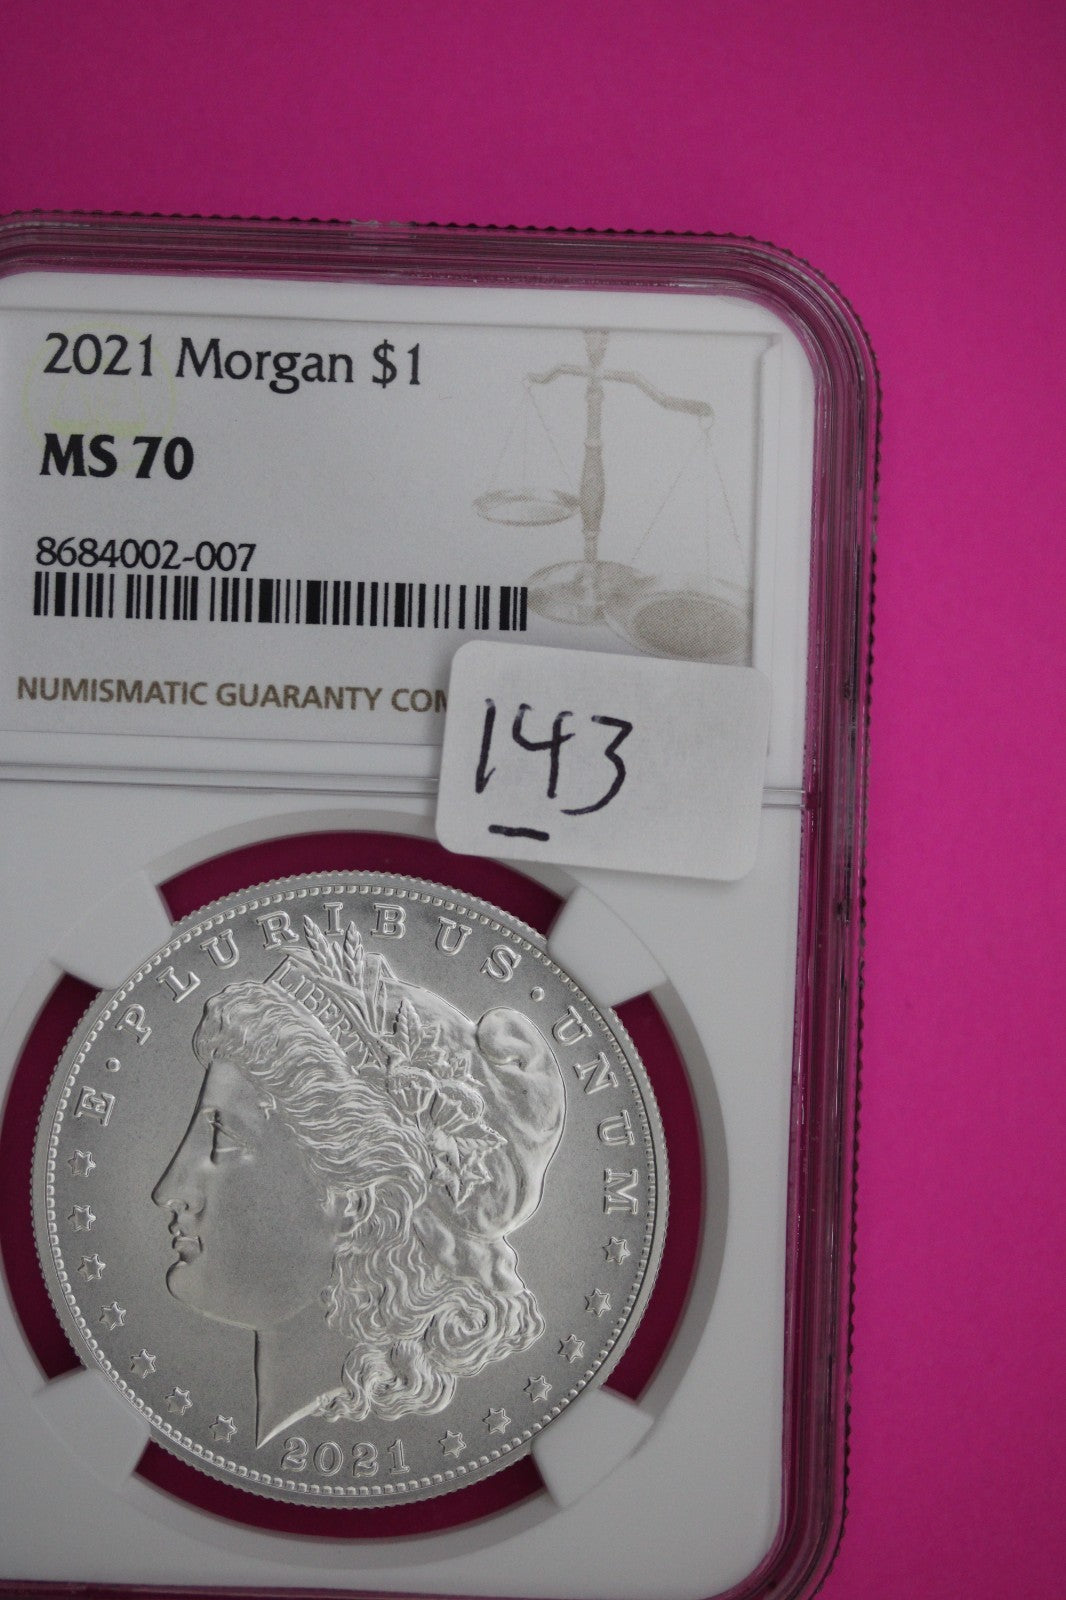 2021 Morgan $1
MS 70
8684002-007
NUMISMATIC GUARANTY COM
143
E · PLURIBUS · UNUM
LIBERTY
2021